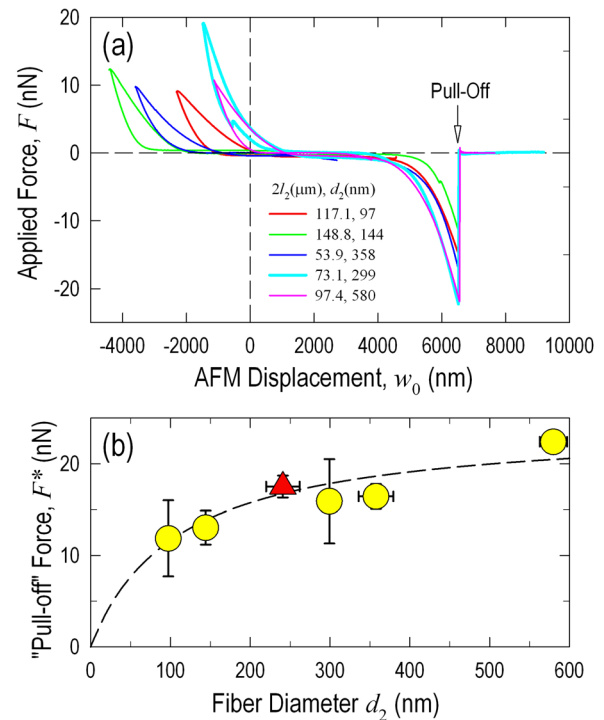 (a)
20
10
0
-10
-20
Applied Force, F (nN)
Pull-Off
2l2(μm), d2(nm)
117.1, 97
148.8, 144
53.9, 358
73.1, 299
97.4, 580
-4000 -2000 0 2000 4000 6000 8000 10000
AFM Displacement, w0 (nm)
(b)
20
10
0
"Pull-off" Force, F* (nN)
0 100 200 300 400 500 600
Fiber Diameter d2 (nm)